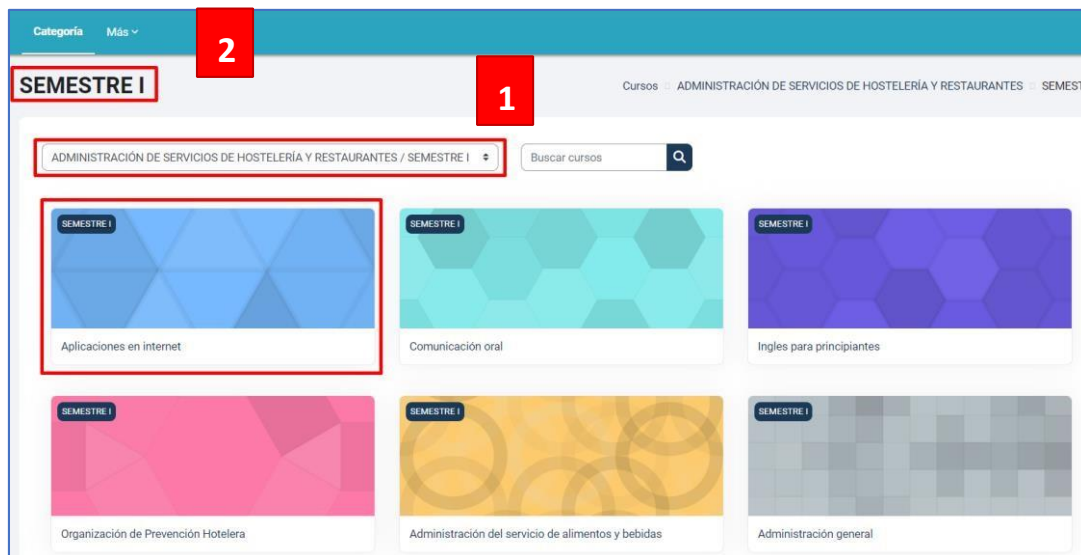 Categoría Más
2
SEMESTRE I
1
Cursos ADMINISTRACIÓN DE SERVICIOS DE HOSTELERÍA Y RESTAURANTES SEMEST
ADMINISTRACIÓN DE SERVICIOS DE HOSTELERÍA Y RESTAURANTES / SEMESTRE I Buscar cursos
SEMESTRE I
Aplicaciones en internet
SEMESTRE I
Comunicación oral
SEMESTRE I
Ingles para principiantes
SEMESTRE I
Organización de Prevención Hotelera
SEMESTRE I
Administración del servicio de alimentos y bebidas
SEMESTRE I
Administración general